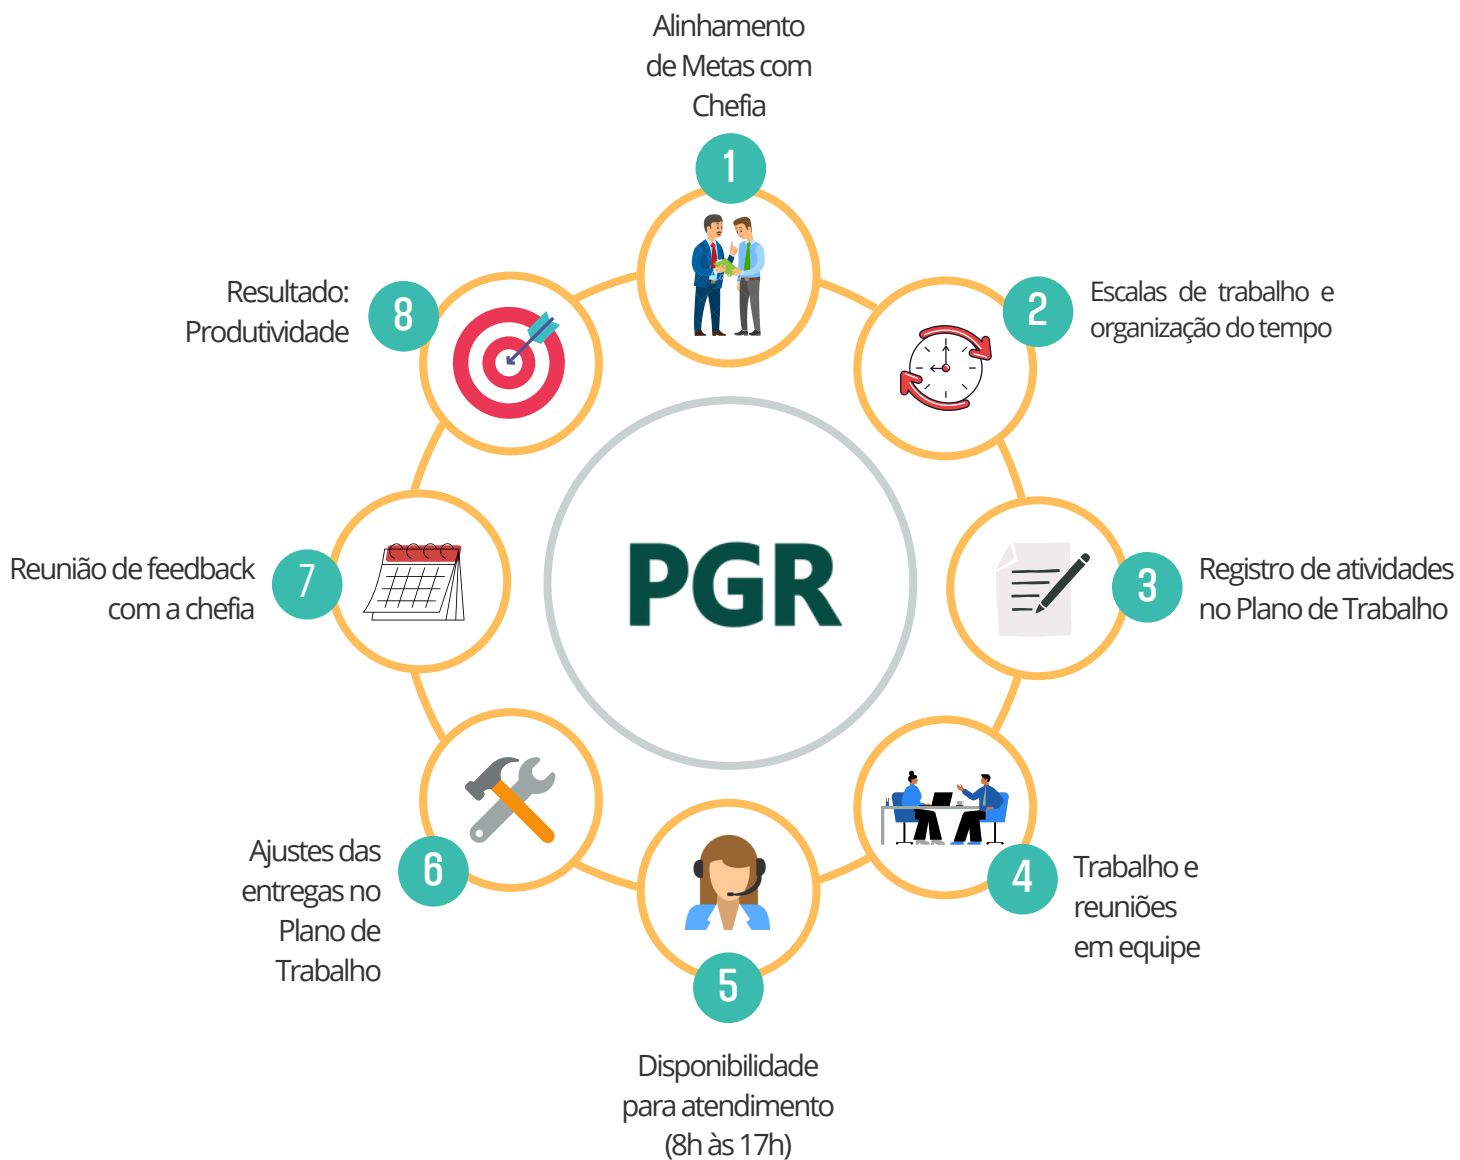 Alinhamento
de Metas com
Chefia
1
2
Escalas de trabalho e
organização do tempo
3
Registro de atividades
no Plano de Trabalho
4
Trabalho e
reuniões
em equipe
5
Disponibilidade
para atendimento
(8h às 17h)
6
Ajustes das
entregas no
Plano de
Trabalho
7
Reunião de feedback
com a chefia
8
Resultado:
Produtividade
PGR